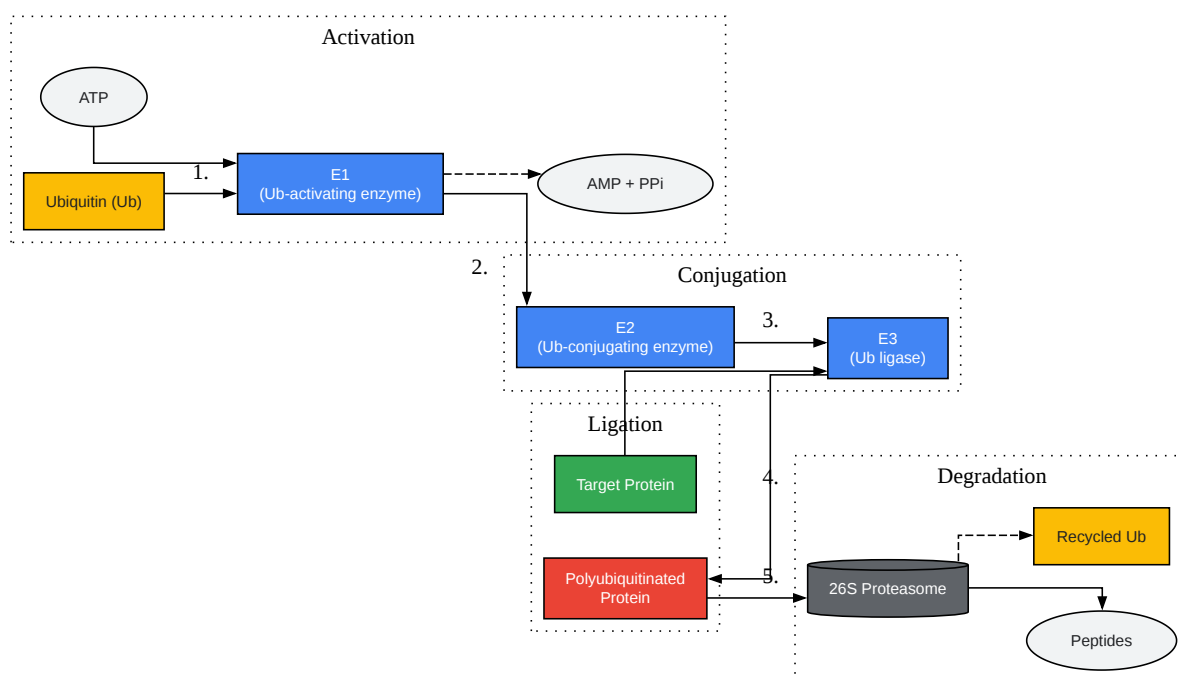 Activation
ATP
1.
Ubiquitin (Ub)
E1
(Ub-activating enzyme)
AMP + PPi
2.
Conjugation
E2
(Ub-conjugating enzyme)
3.
E3
(Ub ligase)
Ligation
Target Protein
4.
Polyubiquitinated
Protein
5.
Degradation
Recycled Ub
26S Proteasome
Peptides